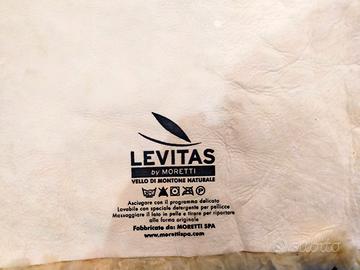 LEVITAS
by MORETTI
VELLO DI MONTONE NATURALE
Asciugare con il programma delicato
Lavabile con speciale detergente per pellicce
Massaggiare il lato in pelle e tirare per riportare
alla forma originale
Fabbricato da: MORETTI SPA
www.morettispa.com
subito